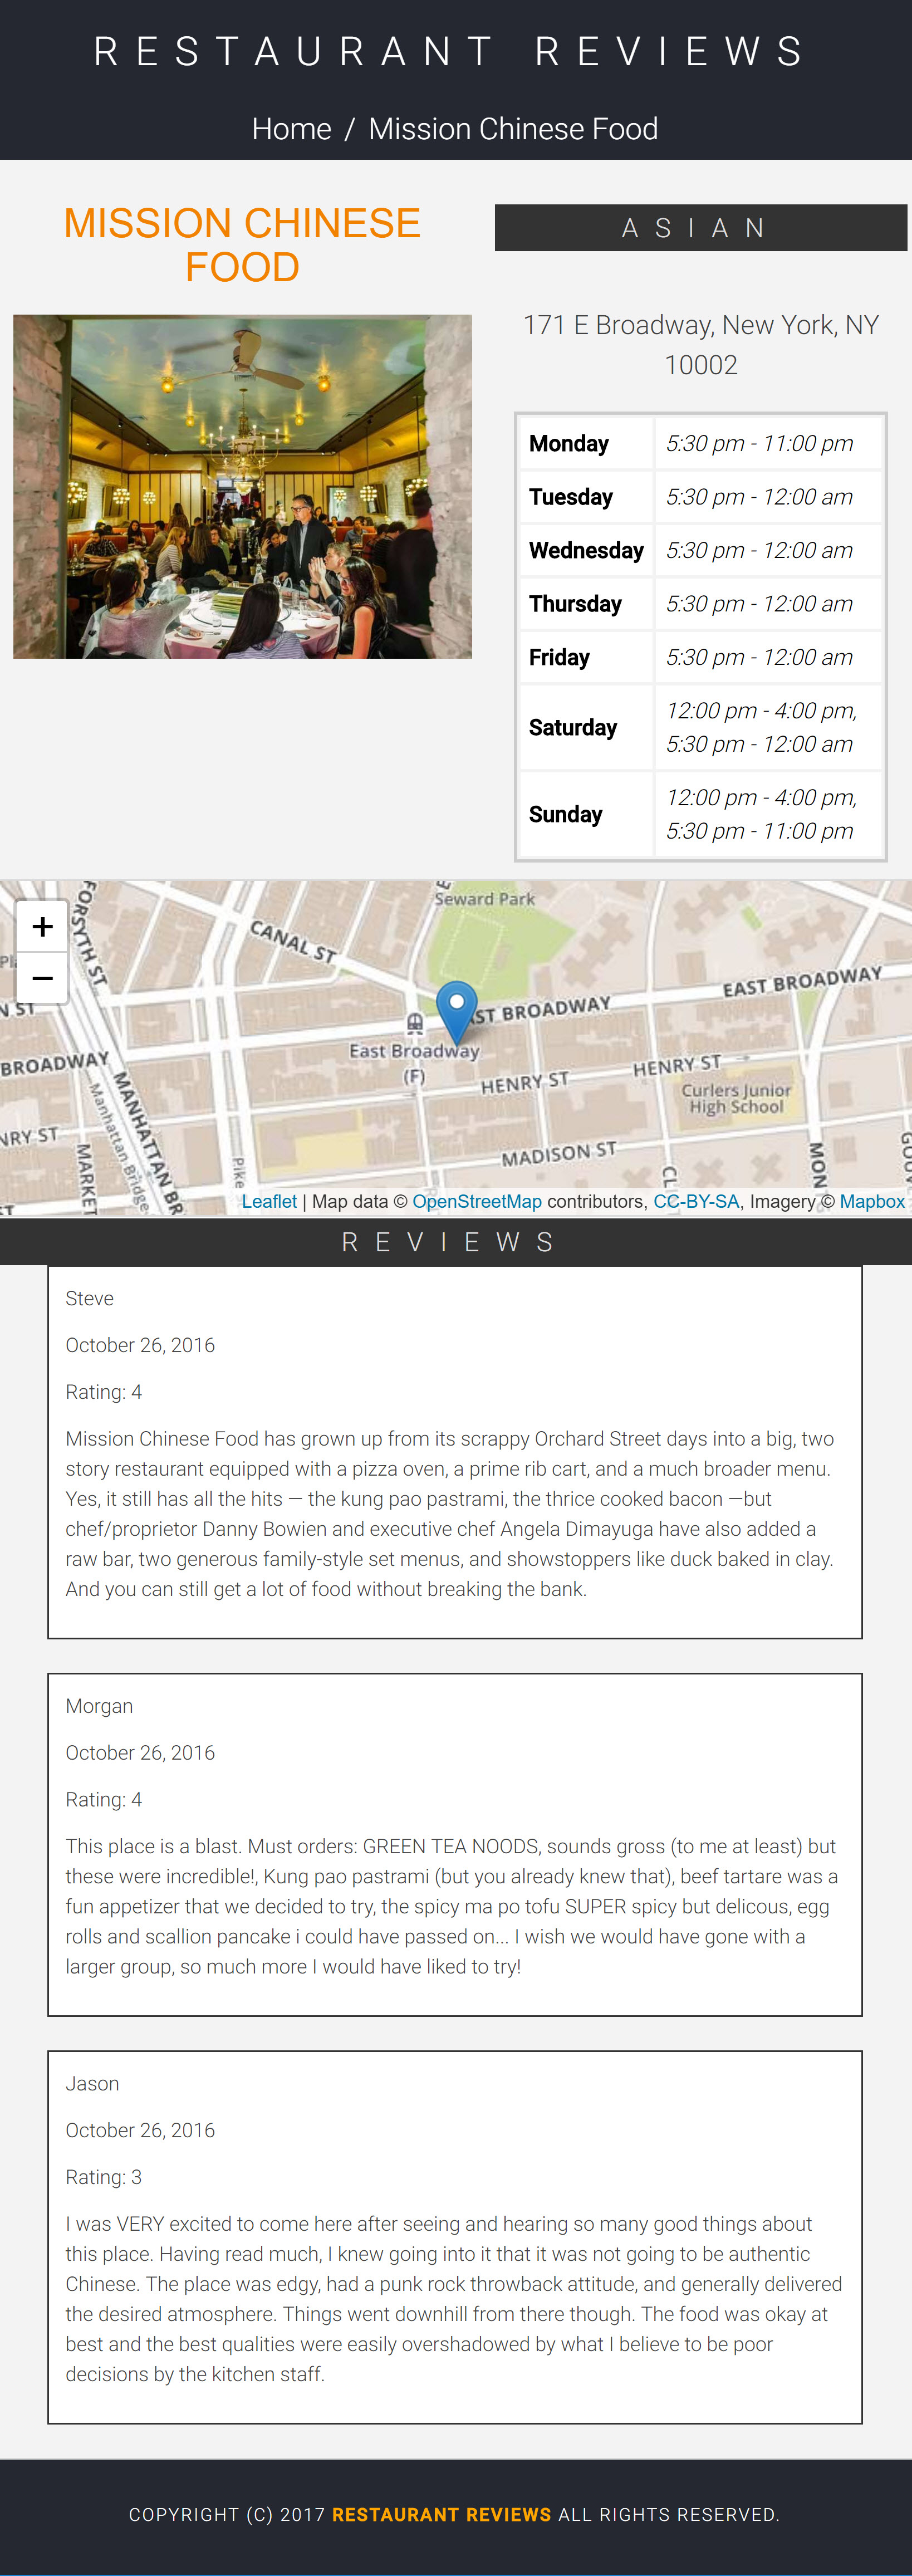 RESTAURANT REVIEWS
Home / Mission Chinese Food
MISSION CHINESE
FOOD
ASIAN
171 E Broadway, New York, NY
10002
Monday 5:30 pm - 11:00 pm
Tuesday 5:30 pm - 12:00 am
Wednesday 5:30 pm - 12:00 am
Thursday 5:30 pm - 12:00 am
Friday 5:30 pm - 12:00 am
Saturday 12:00 pm - 4:00 pm,
5:30 pm - 12:00 am
Sunday 12:00 pm - 4:00 pm,
5:30 pm - 11:00 pm
+
−
Seward Park
FORSYTH ST
CANAL ST
EAST BROADWAY
ST BROADWAY
East Broadway
(F)
BROADWAY
HENRY ST
HENRY ST
Curlers Junior
High School
NRY ST
MANHATTAN BR
Manhattan Bridge
MARKET
Pike
MADISON ST
MON
Leaflet | Map data © OpenStreetMap contributors, CC-BY-SA, Imagery © Mapbox
REVIEWS
Steve
October 26, 2016
Rating: 4
Mission Chinese Food has grown up from its scrappy Orchard Street days into a big, two
story restaurant equipped with a pizza oven, a prime rib cart, and a much broader menu.
Yes, it still has all the hits — the kung pao pastrami, the thrice cooked bacon —but
chef/proprietor Danny Bowien and executive chef Angela Dimayuga have also added a
raw bar, two generous family-style set menus, and showstoppers like duck baked in clay.
And you can still get a lot of food without breaking the bank.
Morgan
October 26, 2016
Rating: 4
This place is a blast. Must orders: GREEN TEA NOODS, sounds gross (to me at least) but
these were incredible!, Kung pao pastrami (but you already knew that), beef tartare was a
fun appetizer that we decided to try, the spicy ma po tofu SUPER spicy but delicous, egg
rolls and scallion pancake i could have passed on... I wish we would have gone with a
larger group, so much more I would have liked to try!
Jason
October 26, 2016
Rating: 3
I was VERY excited to come here after seeing and hearing so many good things about
this place. Having read much, I knew going into it that it was not going to be authentic
Chinese. The place was edgy, had a punk rock throwback attitude, and generally delivered
the desired atmosphere. Things went downhill from there though. The food was okay at
best and the best qualities were easily overshadowed by what I believe to be poor
decisions by the kitchen staff.
COPYRIGHT (C) 2017 RESTAURANT REVIEWS ALL RIGHTS RESERVED.